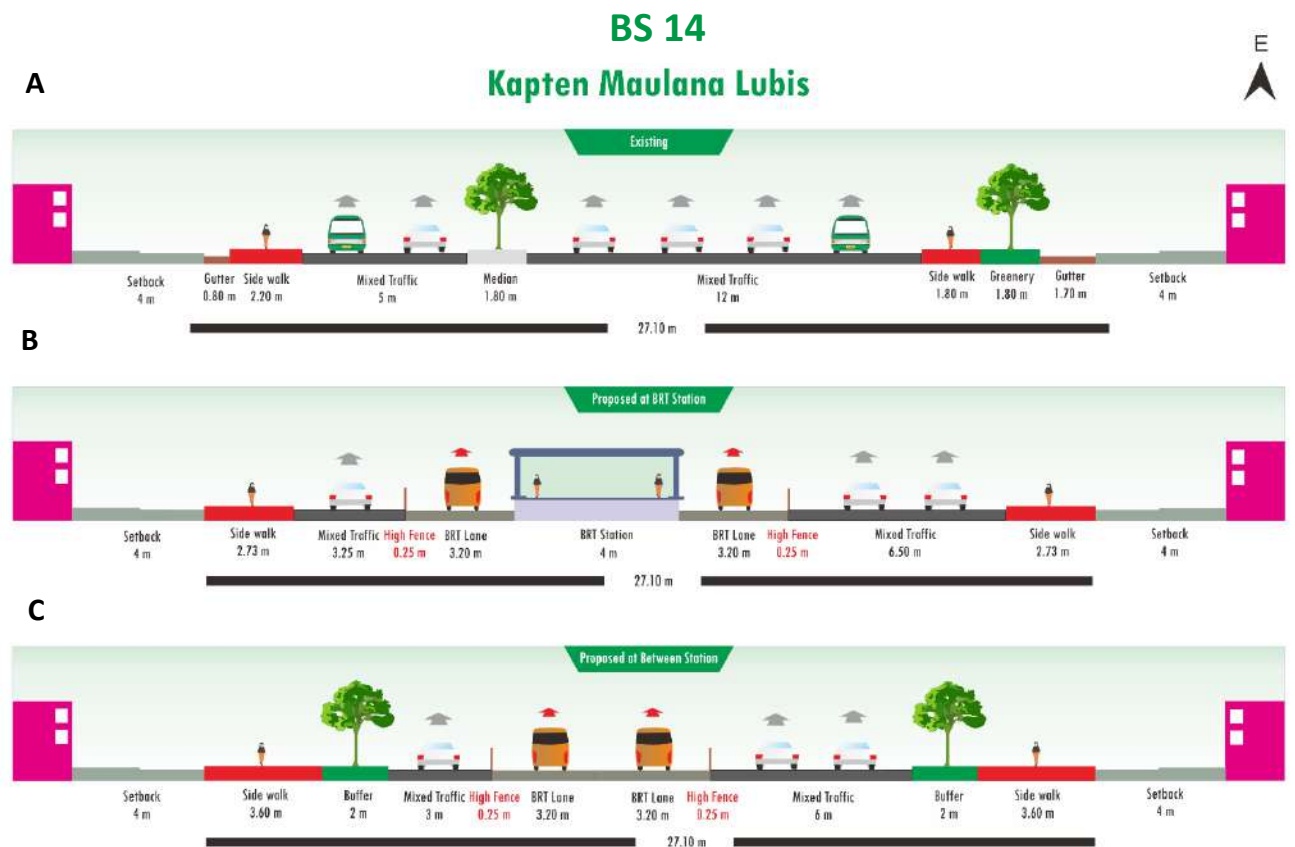 BS 14
E
A
Kapten Maulana Lubis
Existing
Setback
4 m
Gutter
0.80 m
Side walk
2.20 m
Mixed Traffic
5 m
Median
1.80 m
Mixed Traffic
12 m
Side walk
1.80 m
Greenery
1.80 m
Gutter
1.70 m
Setback
4 m
27.10 m
B
Proposed at BRT Station
Setback
4 m
Side walk
2.73 m
Mixed Traffic
3.25 m
High Fence
0.25 m
BRT Lane
3.20 m
BRT Station
4 m
BRT Lane
3.20 m
High Fence
0.25 m
Mixed Traffic
6.50 m
Side walk
2.73 m
Setback
4 m
27.10 m
C
Proposed at Between Station
Setback
4 m
Side walk
3.60 m
Buffer
2 m
Mixed Traffic
3 m
High Fence
0.25 m
BRT Lane
3.20 m
BRT Lane
3.20 m
High Fence
0.25 m
Mixed Traffic
6 m
Buffer
2 m
Side walk
3.60 m
Setback
4 m
27.10 m